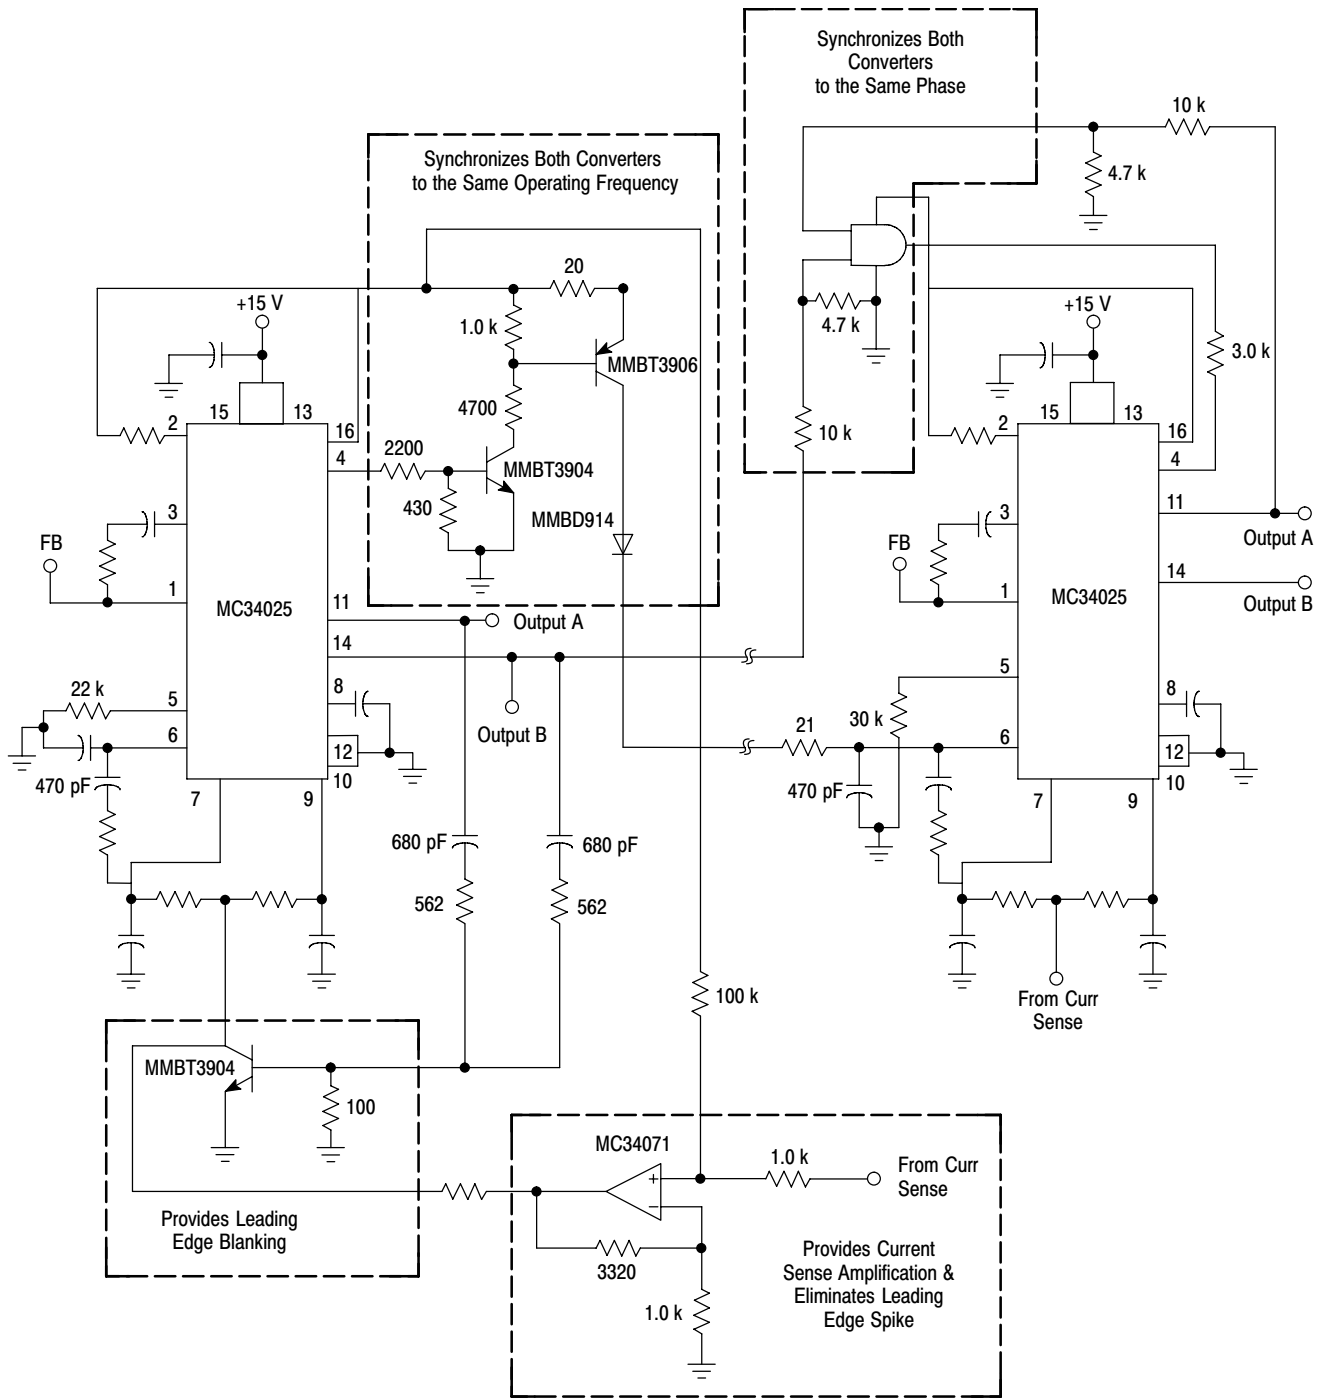 Synchronizes Both
Converters
to the Same Phase
10 k
4.7 k
Synchronizes Both Converters
to the Same Operating Frequency
20
+15 V
1.0 k
MMBT3906
4700
2200
MMBT3904
430
MMBD914
4.7 k
10 k
+15 V
3.0 k
15
13
2
16
4
3
FB
1
MC34025
11
Output A
14
22 k
5
8
6
12
470 pF
10
7
9
Output B
15
13
2
16
4
3
11
Output A
FB
14
1
MC34025
Output B
5
30 k
8
21
6
12
470 pF
10
7
9
680 pF
680 pF
562
562
From Curr
Sense
100 k
MMBT3904
100
Provides Leading
Edge Blanking
MC34071
+
–
1.0 k
From Curr
Sense
3320
1.0 k
Provides Current
Sense Amplification &
Eliminates Leading
Edge Spike